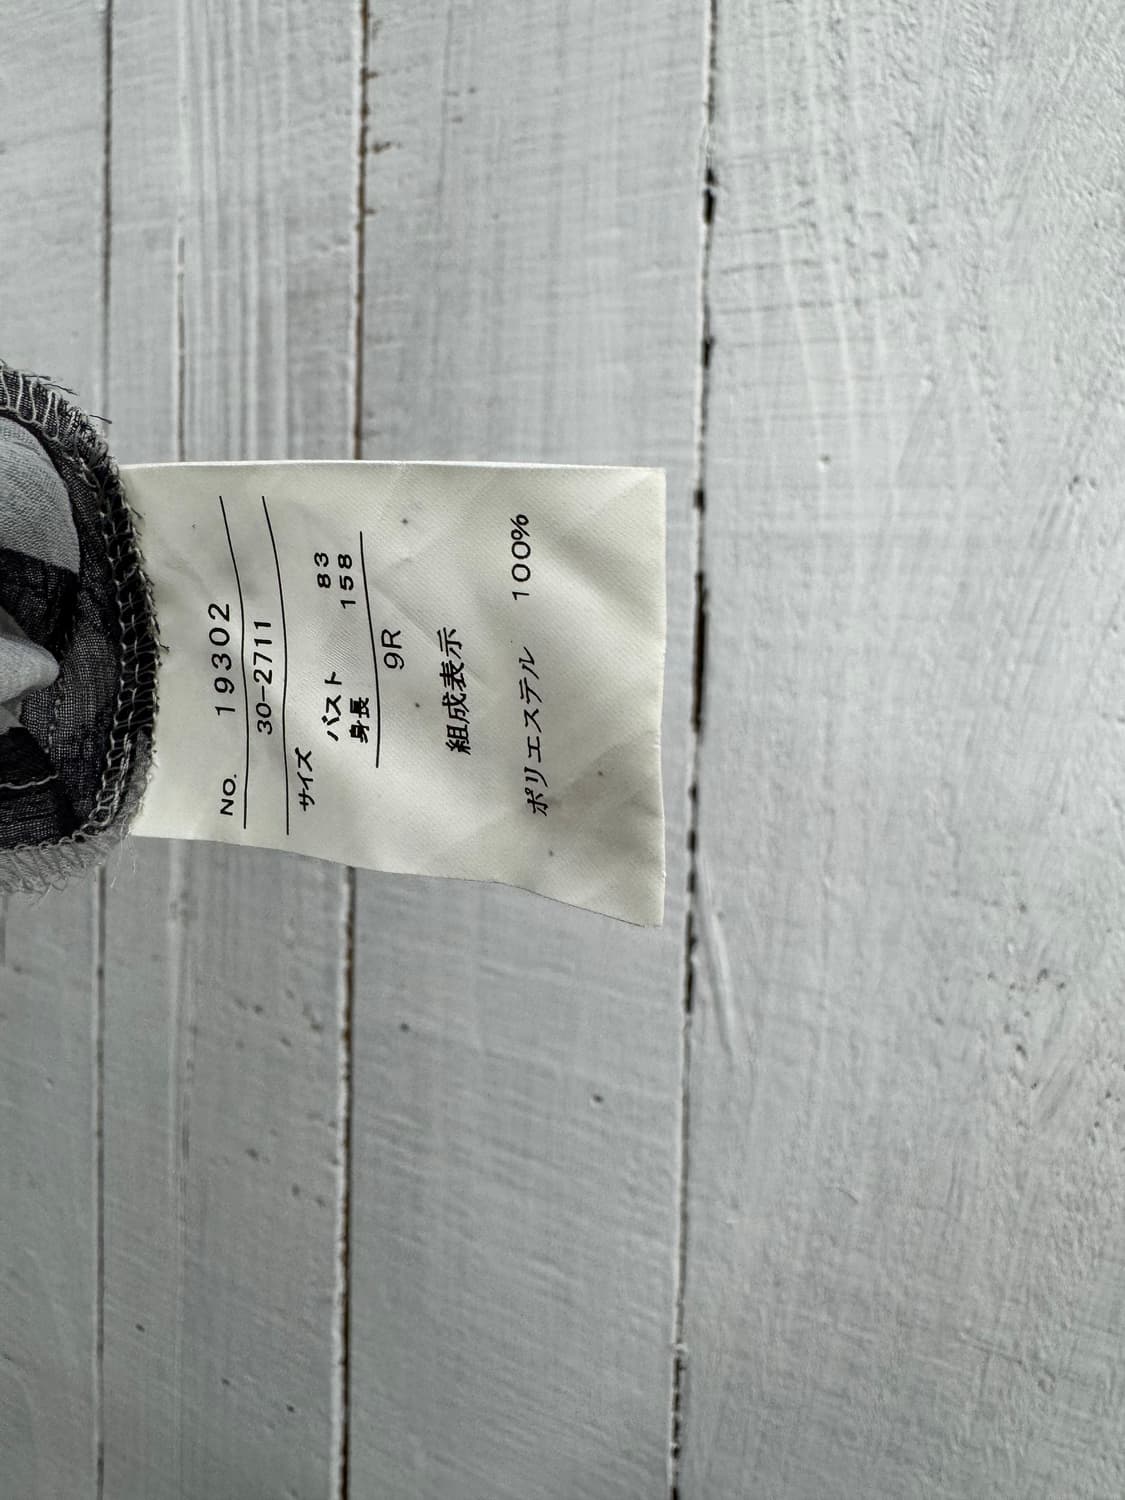 NO. 19302
30-2711
サイズ
バスト 83
身長 158
9R
組成表示
ポリエステル 100%